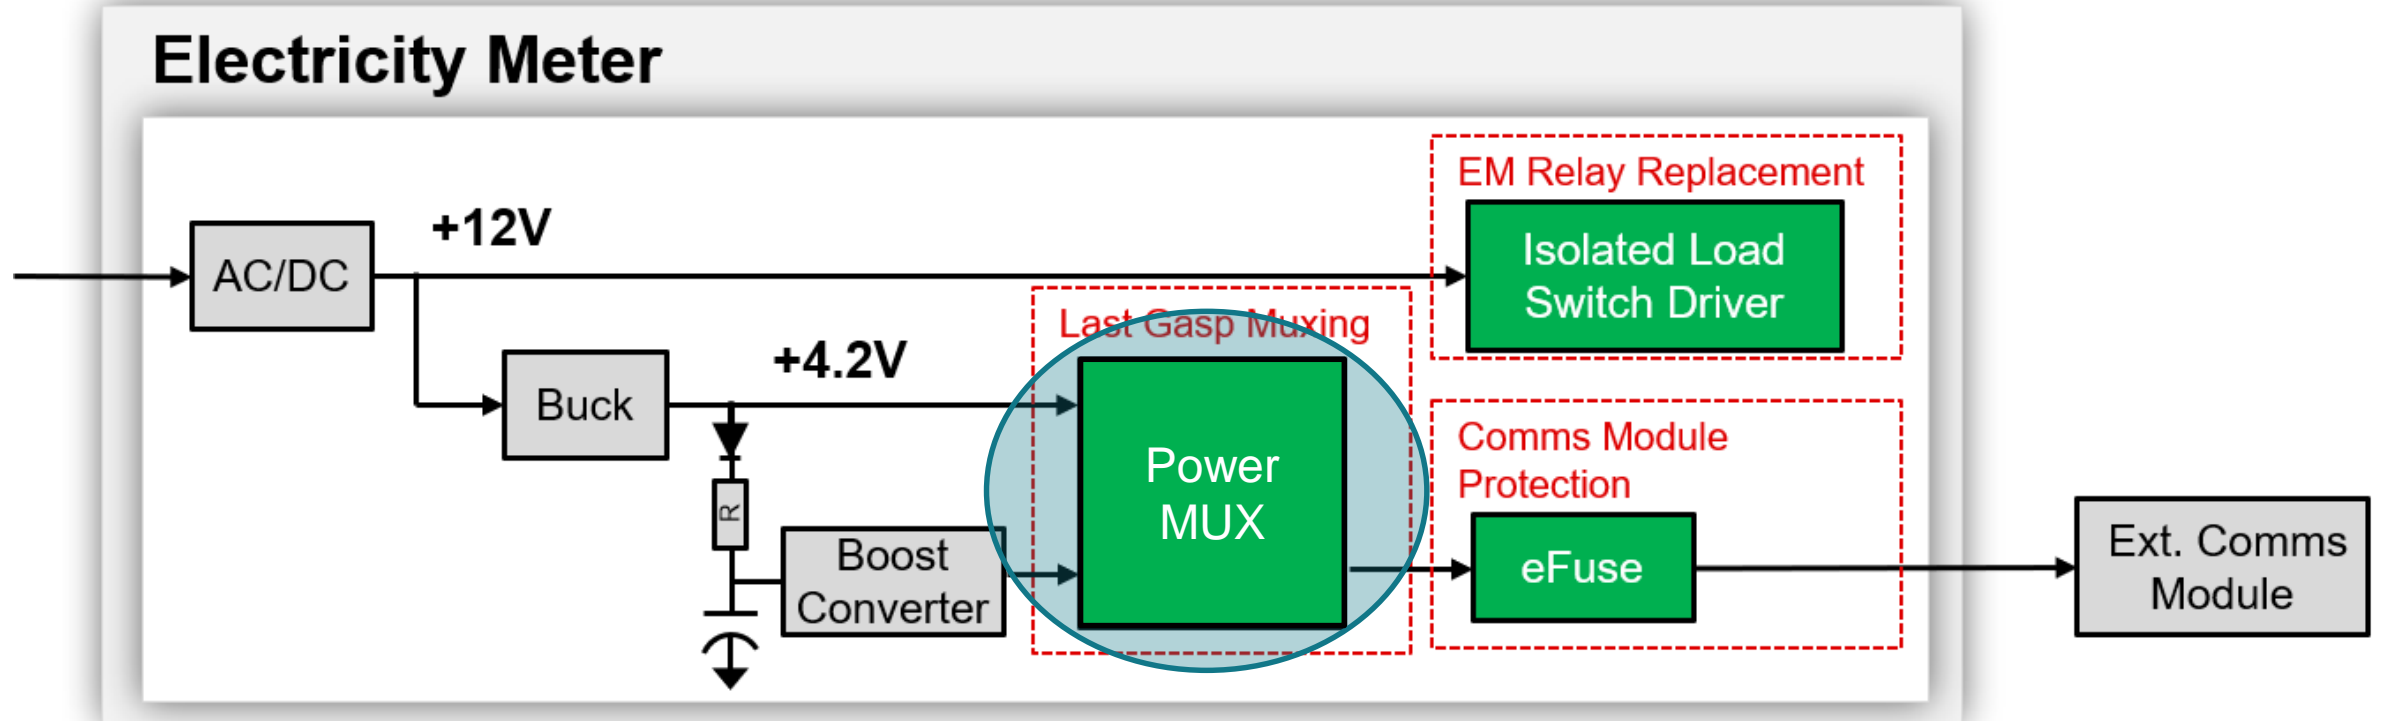 Electricity Meter
EM Relay Replacement
+12V
Isolated Load
Switch Driver
AC/DC
Last Gasp Muxing
+4.2V
Buck
Comms Module
Protection
Power
MUX
R
Boost
Converter
eFuse
Ext. Comms
Module